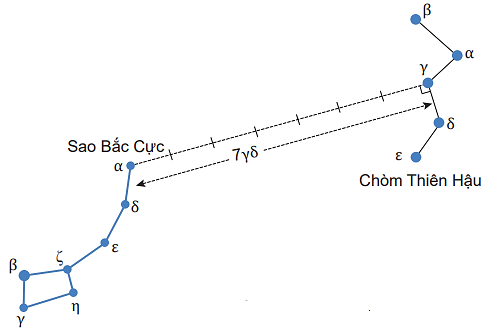 β
α
γ
δ
ε
Chòm Thiên Hậu
Sao Bắc Cực
α
7γδ
δ
ε
ζ
β
γ
η